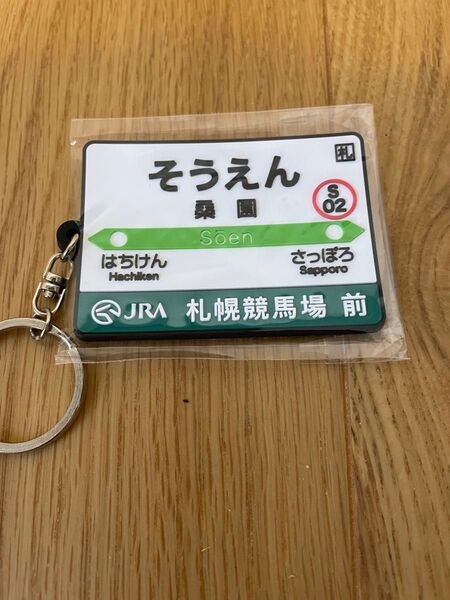 札
そうえん
桑園
S
02
Sōen
はちけん
Hachiken
さっぽろ
Sapporo
JRA 札幌競馬場 前